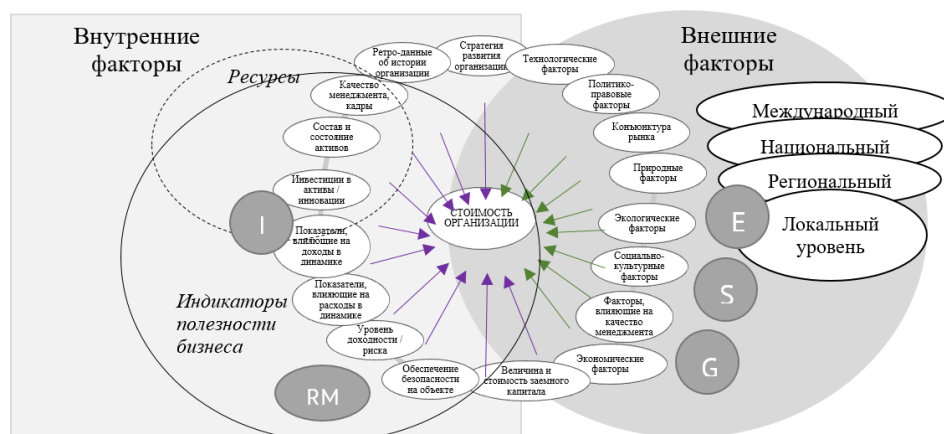 Внутренние
факторы
Внешние
факторы
Ресурсы
Ретро-данные
об истории
организации
Стратегия
развития
организации
Технологические
факторы
Качество
менеджмента,
кадры
Политико-
правовые
факторы
Состав и
состояние
активов
Конъюнктура
рынка
Инвестиции в
активы /
инновации
Природные
факторы
Международный
Национальный
Региональный
Локальный
уровень
СТОИМОСТЬ
ОРГАНИЗАЦИИ
I
E
S
G
RM
Показатели,
влияющие на
доходы в
динамике
Экологические
факторы
Социально-
культурные
факторы
Индикаторы
полезности
бизнеса
Показатели,
влияющие на
расходы в
динамике
Факторы,
влияющие на
качество
менеджмента
Уровень
доходности /
риска
Экономические
факторы
Обеспечение
безопасности
на объекте
Величина и
стоимость заемного
капитала